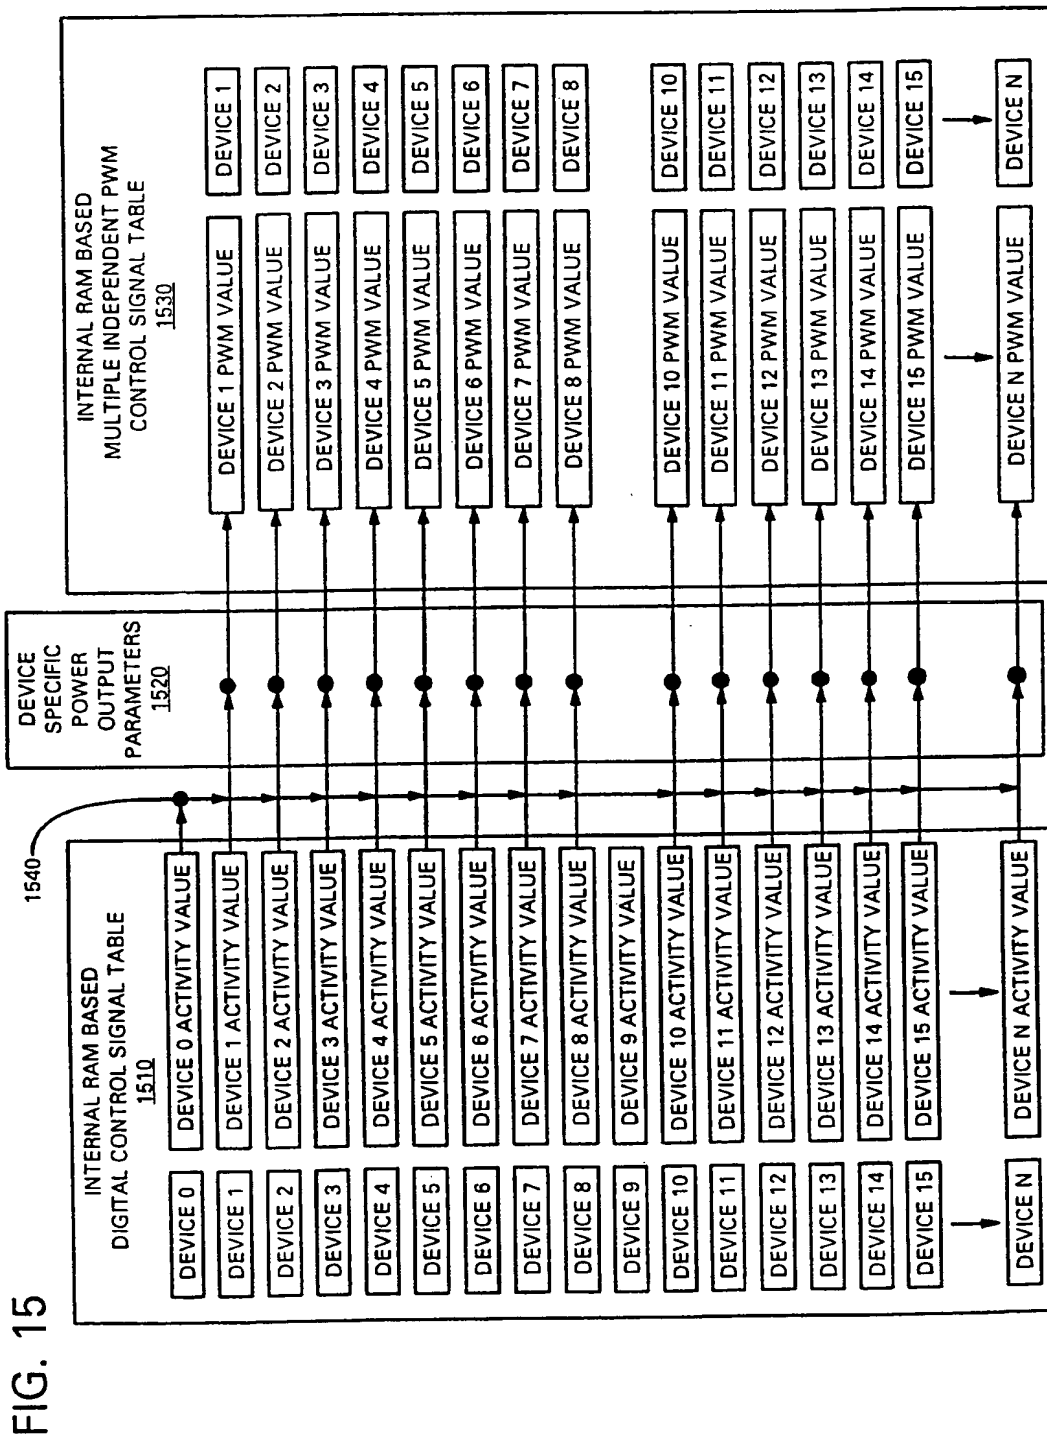 FIG. 15
INTERNAL RAM BASED
DIGITAL CONTROL SIGNAL TABLE
1510
DEVICE 0
DEVICE 0 ACTIVITY VALUE
DEVICE 1
DEVICE 1 ACTIVITY VALUE
DEVICE 2
DEVICE 2 ACTIVITY VALUE
DEVICE 3
DEVICE 3 ACTIVITY VALUE
DEVICE 4
DEVICE 4 ACTIVITY VALUE
DEVICE 5
DEVICE 5 ACTIVITY VALUE
DEVICE 6
DEVICE 6 ACTIVITY VALUE
DEVICE 7
DEVICE 7 ACTIVITY VALUE
DEVICE 8
DEVICE 8 ACTIVITY VALUE
DEVICE 9
DEVICE 9 ACTIVITY VALUE
DEVICE 10
DEVICE 10 ACTIVITY VALUE
DEVICE 11
DEVICE 11 ACTIVITY VALUE
DEVICE 12
DEVICE 12 ACTIVITY VALUE
DEVICE 13
DEVICE 13 ACTIVITY VALUE
DEVICE 14
DEVICE 14 ACTIVITY VALUE
DEVICE 15
DEVICE 15 ACTIVITY VALUE
DEVICE N
DEVICE N ACTIVITY VALUE
1540
DEVICE
SPECIFIC
POWER
OUTPUT
PARAMETERS
1520
INTERNAL RAM BASED
MULTIPLE INDEPENDENT PWM
CONTROL SIGNAL TABLE
1530
DEVICE 1 PWM VALUE
DEVICE 1
DEVICE 2 PWM VALUE
DEVICE 2
DEVICE 3 PWM VALUE
DEVICE 3
DEVICE 4 PWM VALUE
DEVICE 4
DEVICE 5 PWM VALUE
DEVICE 5
DEVICE 6 PWM VALUE
DEVICE 6
DEVICE 7 PWM VALUE
DEVICE 7
DEVICE 8 PWM VALUE
DEVICE 8
DEVICE 10 PWM VALUE
DEVICE 10
DEVICE 11 PWM VALUE
DEVICE 11
DEVICE 12 PWM VALUE
DEVICE 12
DEVICE 13 PWM VALUE
DEVICE 13
DEVICE 14 PWM VALUE
DEVICE 14
DEVICE 15 PWM VALUE
DEVICE 15
DEVICE N PWM VALUE
DEVICE N